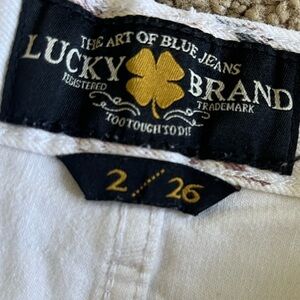 THE ART OF BLUE JEANS
LUCKY BRAND
REGISTERED TRADEMARK
TOO TOUGH TO DIE
2 / 26